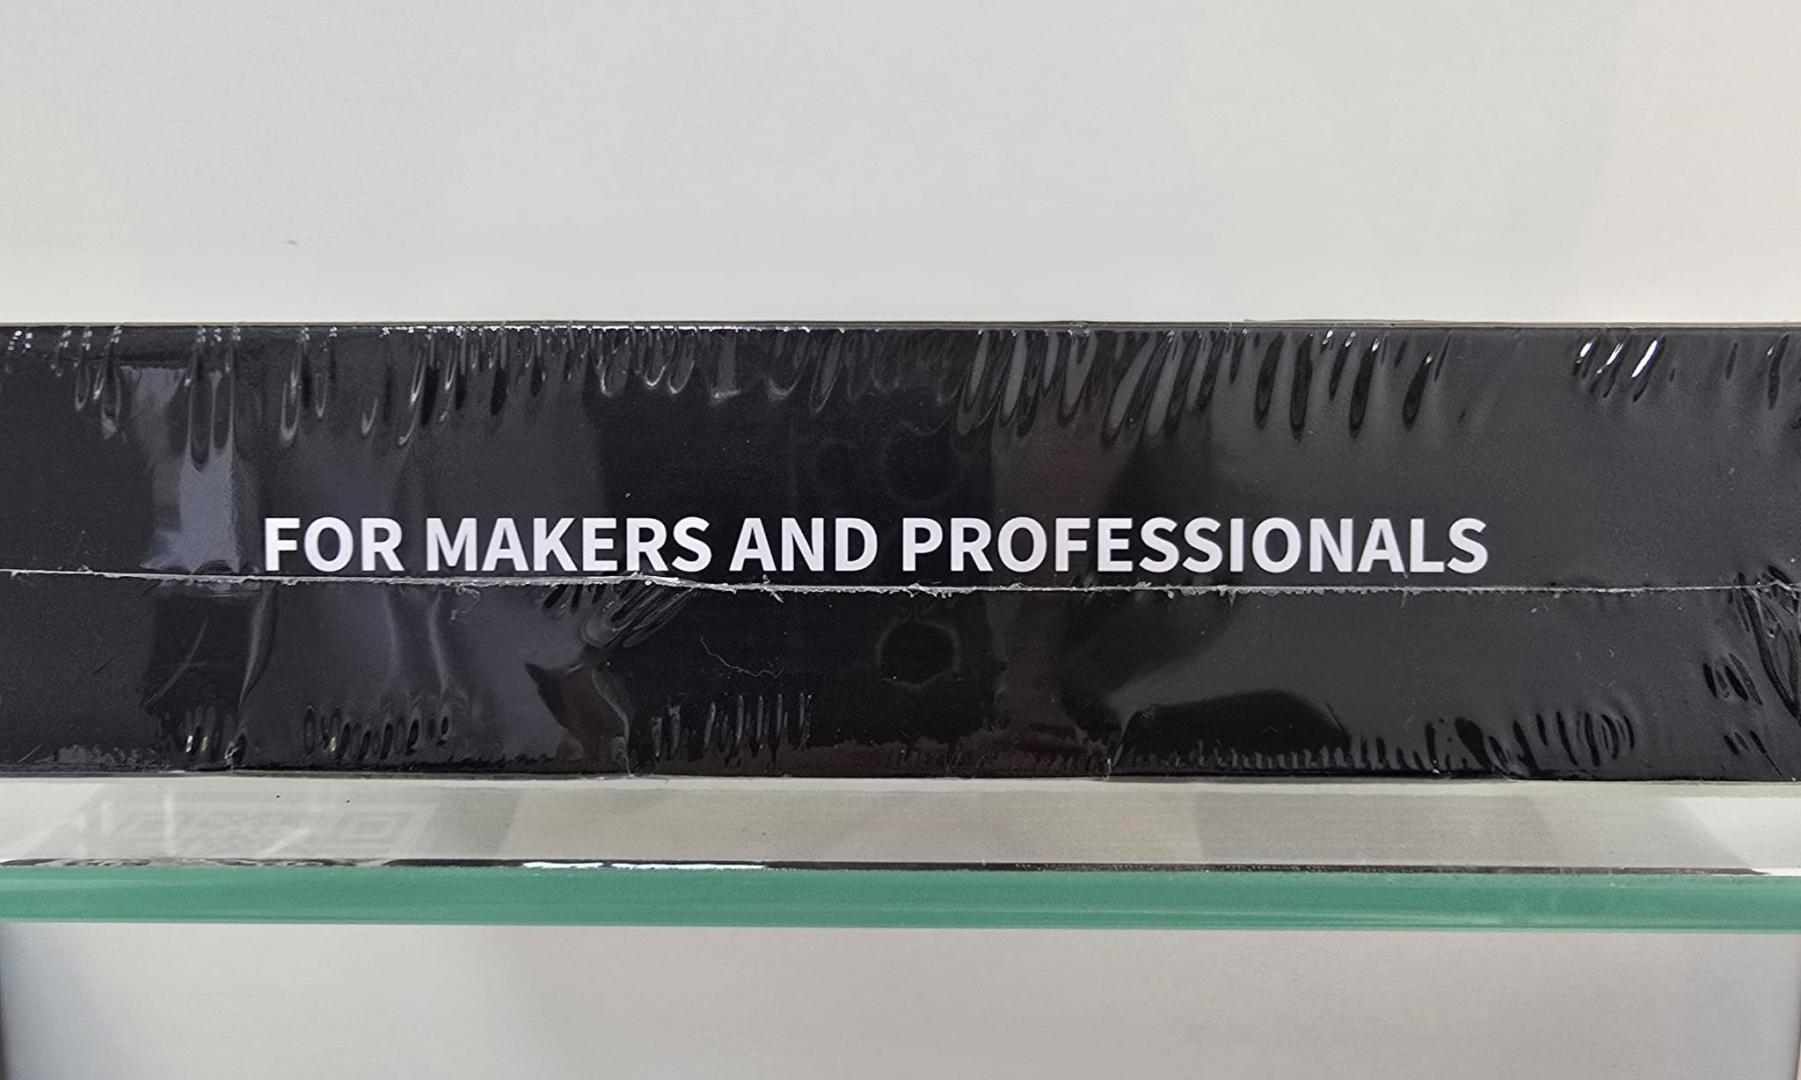 FOR MAKERS AND PROFESSIONALS